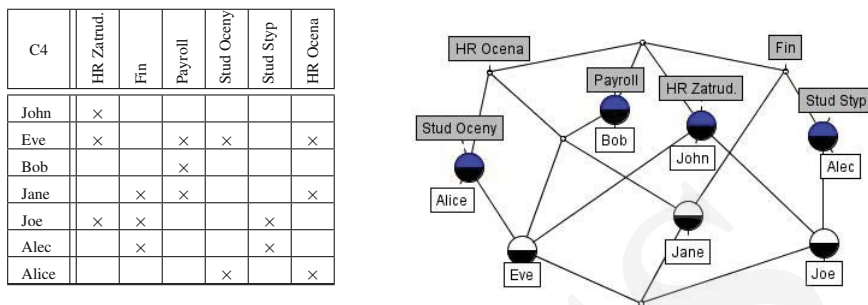 C4 HR Zatrud. Fin Payroll Stud Oceny Stud Styp HR Ocena
John ×
Eve × × × ×
Bob ×
Jane × × ×
Joe × × ×
Alec × ×
Alice × ×
HR Ocena
Fin
Payroll
HR Zatrud.
Stud Styp
Stud Oceny
Bob
John
Alec
Alice
Eve
Jane
Joe